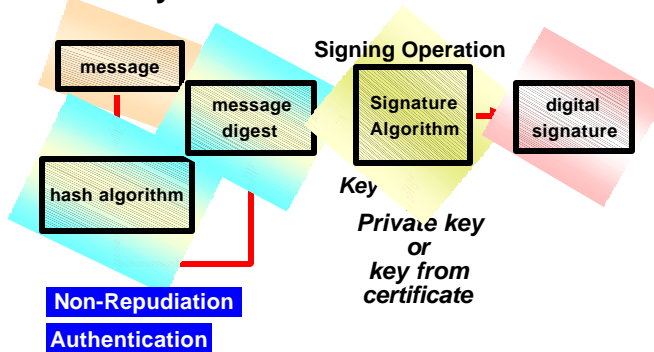 message
Signing Operation
message
digest
Signature
Algorithm
digital
signature
hash algorithm
Key
Private key
or
key from
certificate
Non-Repudiation
Authentication